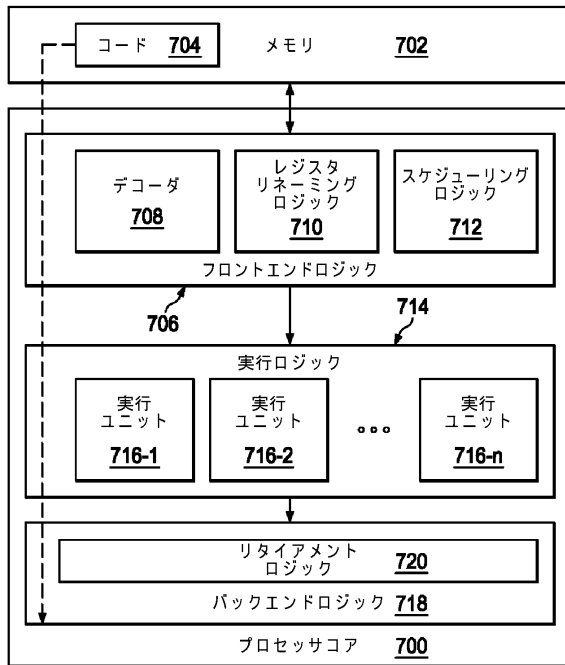 コード 704
メモリ 702
デコーダ
708
レジスタ
リネーミング
ロジック
710
スケジューリング
ロジック
712
フロントエンドロジック
706
714
実行ロジック
実行
ユニット
716-1
実行
ユニット
716-2
実行
ユニット
716-n
リタイアメント
ロジック
720
バックエンドロジック 718
プロセッサコア 700